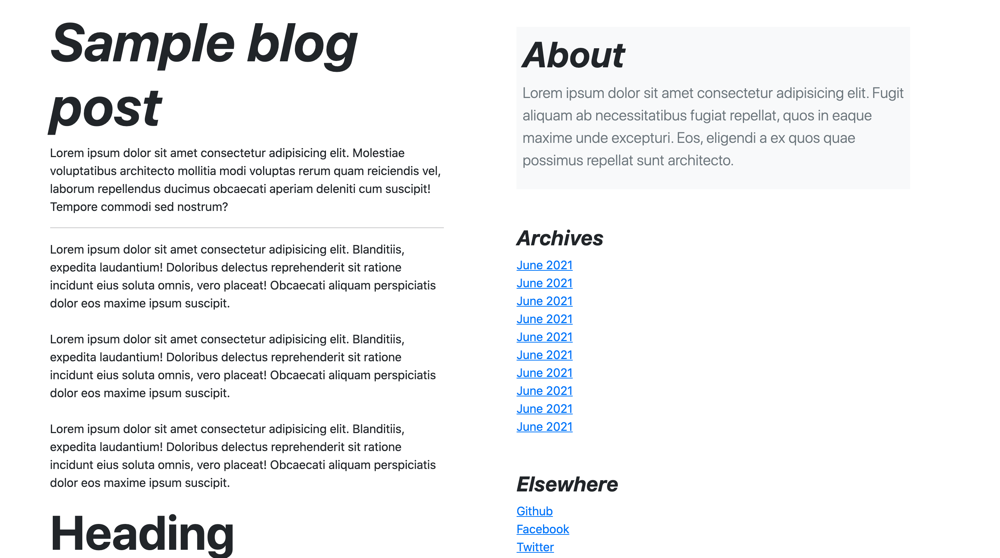 Sample blog
post
Lorem ipsum dolor sit amet consectetur adipisicing elit. Molestiae
voluptatibus architecto mollitia modi voluptas rerum quam reiciendis vel,
laborum repellendus ducimus obcaecati aperiam deleniti cum suscipit!
Tempore commodi sed nostrum?
Lorem ipsum dolor sit amet consectetur adipisicing elit. Blanditiis,
expedita laudantium! Doloribus delectus reprehenderit sit ratione
incidunt eius soluta omnis, vero placeat! Obcaecati aliquam perspiciatis
dolor eos maxime ipsum suscipit.
Lorem ipsum dolor sit amet consectetur adipisicing elit. Blanditiis,
expedita laudantium! Doloribus delectus reprehenderit sit ratione
incidunt eius soluta omnis, vero placeat! Obcaecati aliquam perspiciatis
dolor eos maxime ipsum suscipit.
Lorem ipsum dolor sit amet consectetur adipisicing elit. Blanditiis,
expedita laudantium! Doloribus delectus reprehenderit sit ratione
incidunt eius soluta omnis, vero placeat! Obcaecati aliquam perspiciatis
dolor eos maxime ipsum suscipit.
Heading
About
Lorem ipsum dolor sit amet consectetur adipisicing elit. Fugit
aliquam ab necessitatibus fugiat repellat, quos in eaque
maxime unde excepturi. Eos, eligendi a ex quos quae
possimus repellat sunt architecto.
Archives
June 2021
June 2021
June 2021
June 2021
June 2021
June 2021
June 2021
June 2021
June 2021
June 2021
Elsewhere
Github
Facebook
Twitter